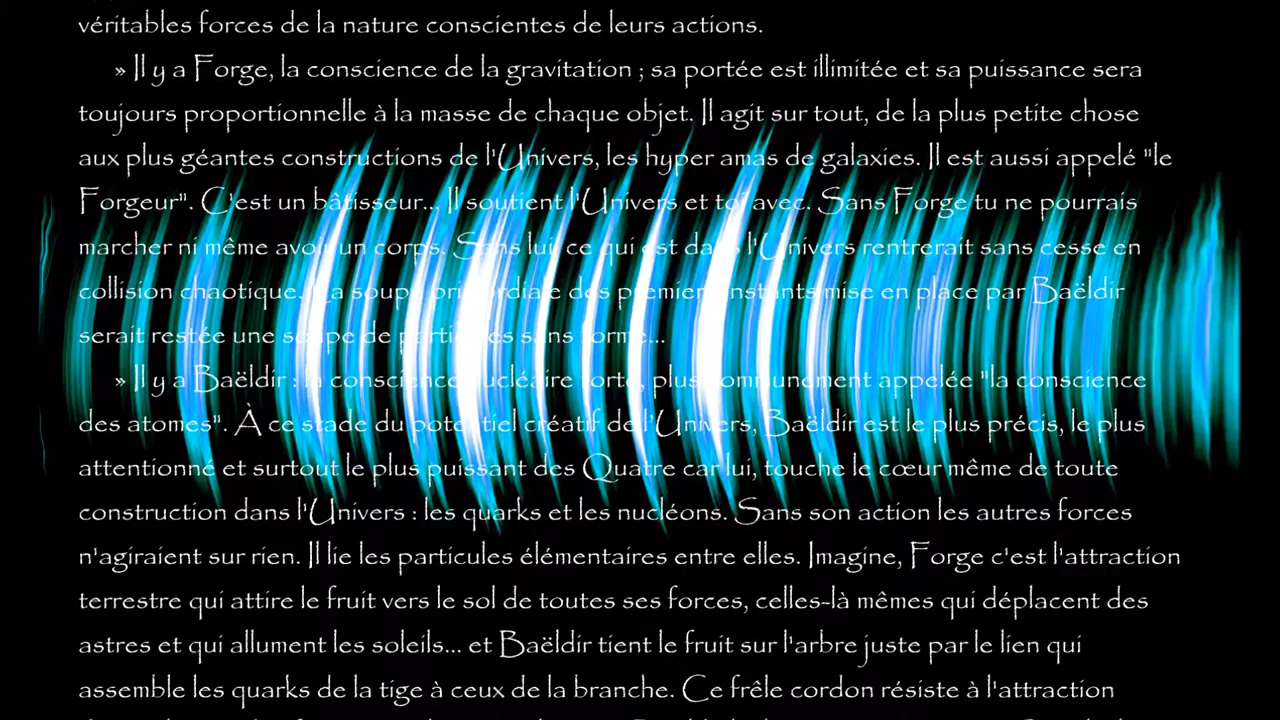 véritables forces de la nature conscientes de leurs actions.
» Il y a Forge, la conscience de la gravitation ; sa portée est illimitée et sa puissance sera
toujours proportionnelle à la masse de chaque objet. Il agit sur tout, de la plus petite chose
aux plus géantes constructions de l'Univers, les hyper amas de galaxies. Il est aussi appelé "le
Forgeur". C'est un bâtisseur... Il soutient l'Univers et toi avec. Sans Forge tu ne pourrais
marcher ni même avoir un corps. Sans lui, ce qui est dans l'Univers rentrerait sans cesse en
collision chaotique. La soupe primordiale des premiers instants mise en place par Baëldir
serait restée une soupe de particules sans forme...
» Il y a Baëldir : la conscience nucléaire forte, plus communément appelée "la conscience
des atomes". À ce stade du potentiel créatif de l'Univers, Baëldir est le plus précis, le plus
attentionné et surtout le plus puissant des Quatre car lui, touche le cœur même de toute
construction dans l'Univers : les quarks et les nucléons. Sans son action les autres forces
n'agiraient sur rien. Il lie les particules élémentaires entre elles. Imagine, Forge c'est l'attraction
terrestre qui attire le fruit vers le sol de toutes ses forces, celles-là mêmes qui déplacent des
astres et qui allument les soleils... et Baëldir tient le fruit sur l'arbre juste par le lien qui
assemble les quarks de la tige à ceux de la branche. Ce frêle cordon résiste à l'attraction